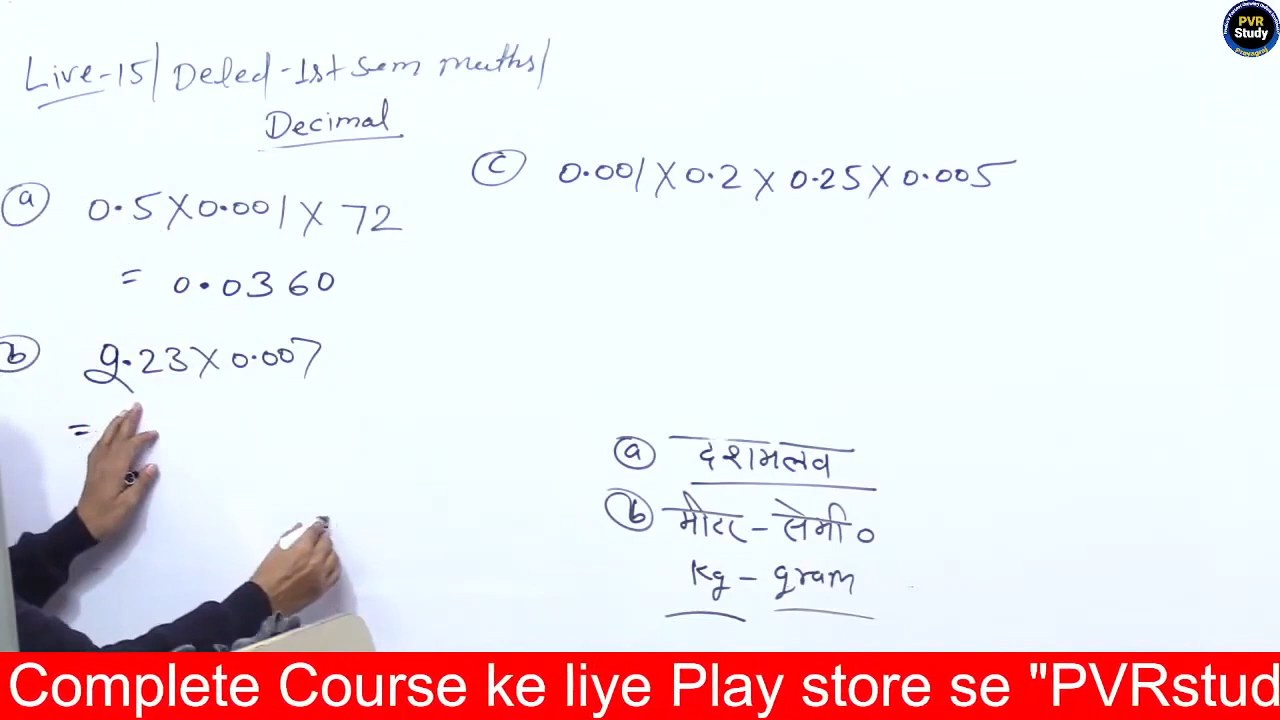 Live-15/ Deled-1st sem maths/
Decimal
(a) 0.5 X 0.001 X 72
= 0.0360
(b) 9.23 X 0.007
=
(c) 0.001 X 0.2 X 0.25 X 0.005
(a) दशमलव
(b) मीटर - सेमी०
Kg - gram
PVR
Study
Prayagraj
Complete Course ke liye Play store se "PVRstud